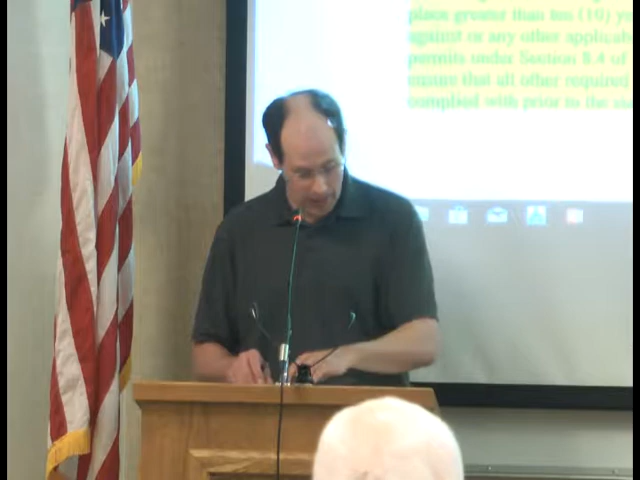 place greater than ten (10) ye
against or any other applicab
permits under Section 8.4 of
ensure that all other required
complied with prior to the